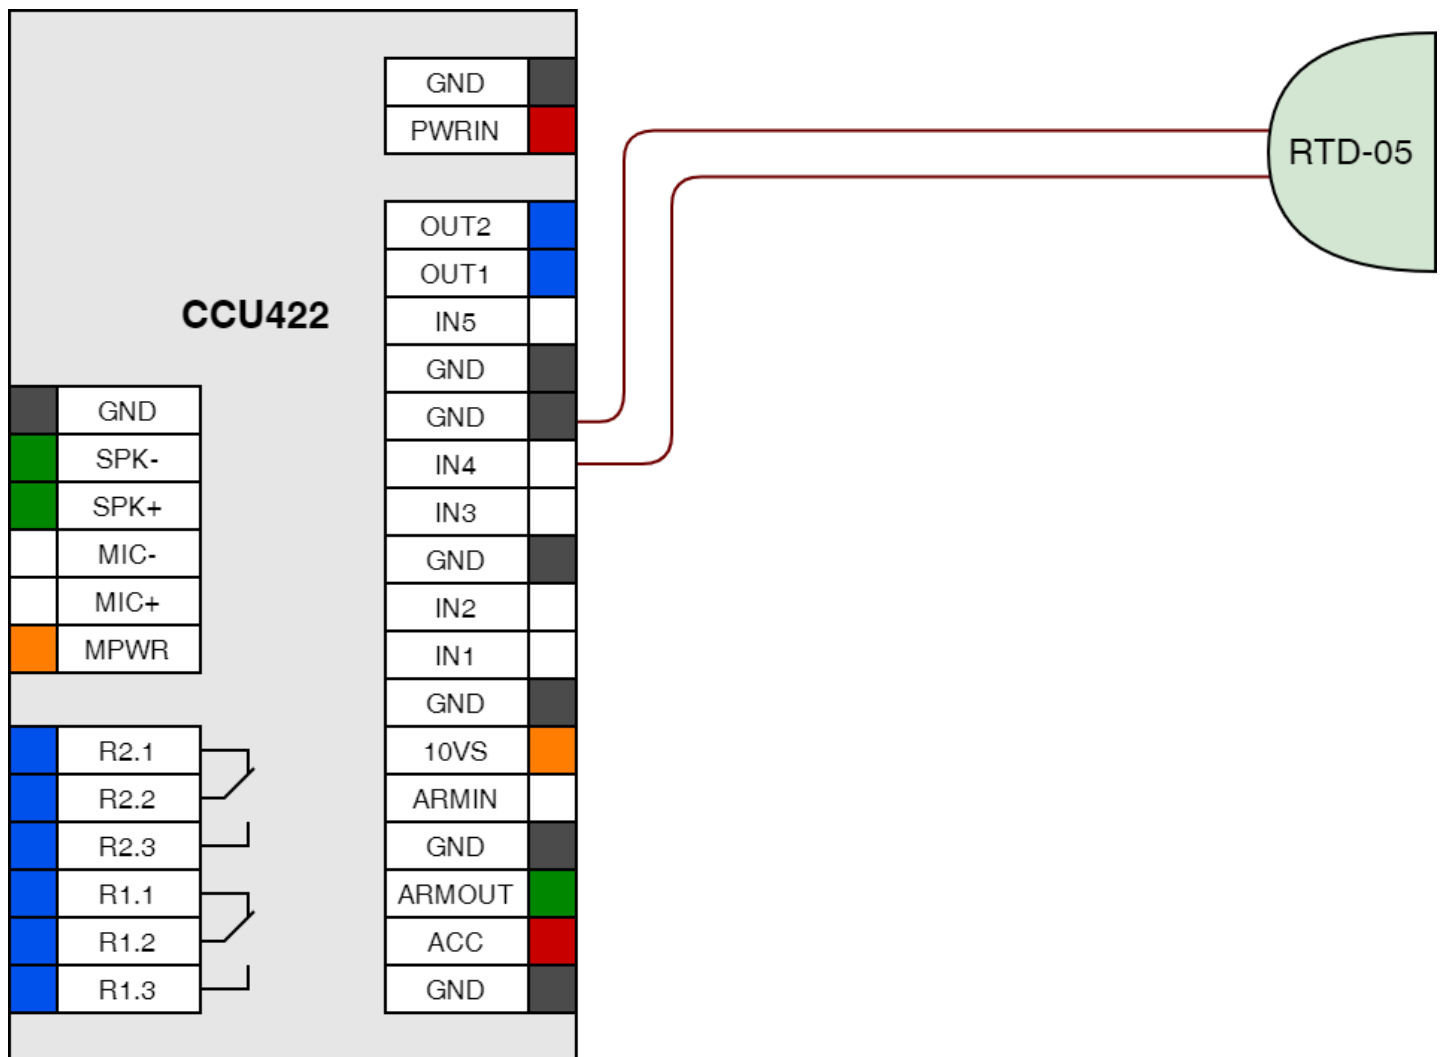 GND
PWRIN
OUT2
OUT1
IN5
GND
GND
IN4
IN3
GND
IN2
IN1
GND
10VS
ARMIN
GND
ARMOUT
ACC
GND
CCU422
GND
SPK-
SPK+
MIC-
MIC+
MPWR
R2.1
R2.2
R2.3
R1.1
R1.2
R1.3
RTD-05